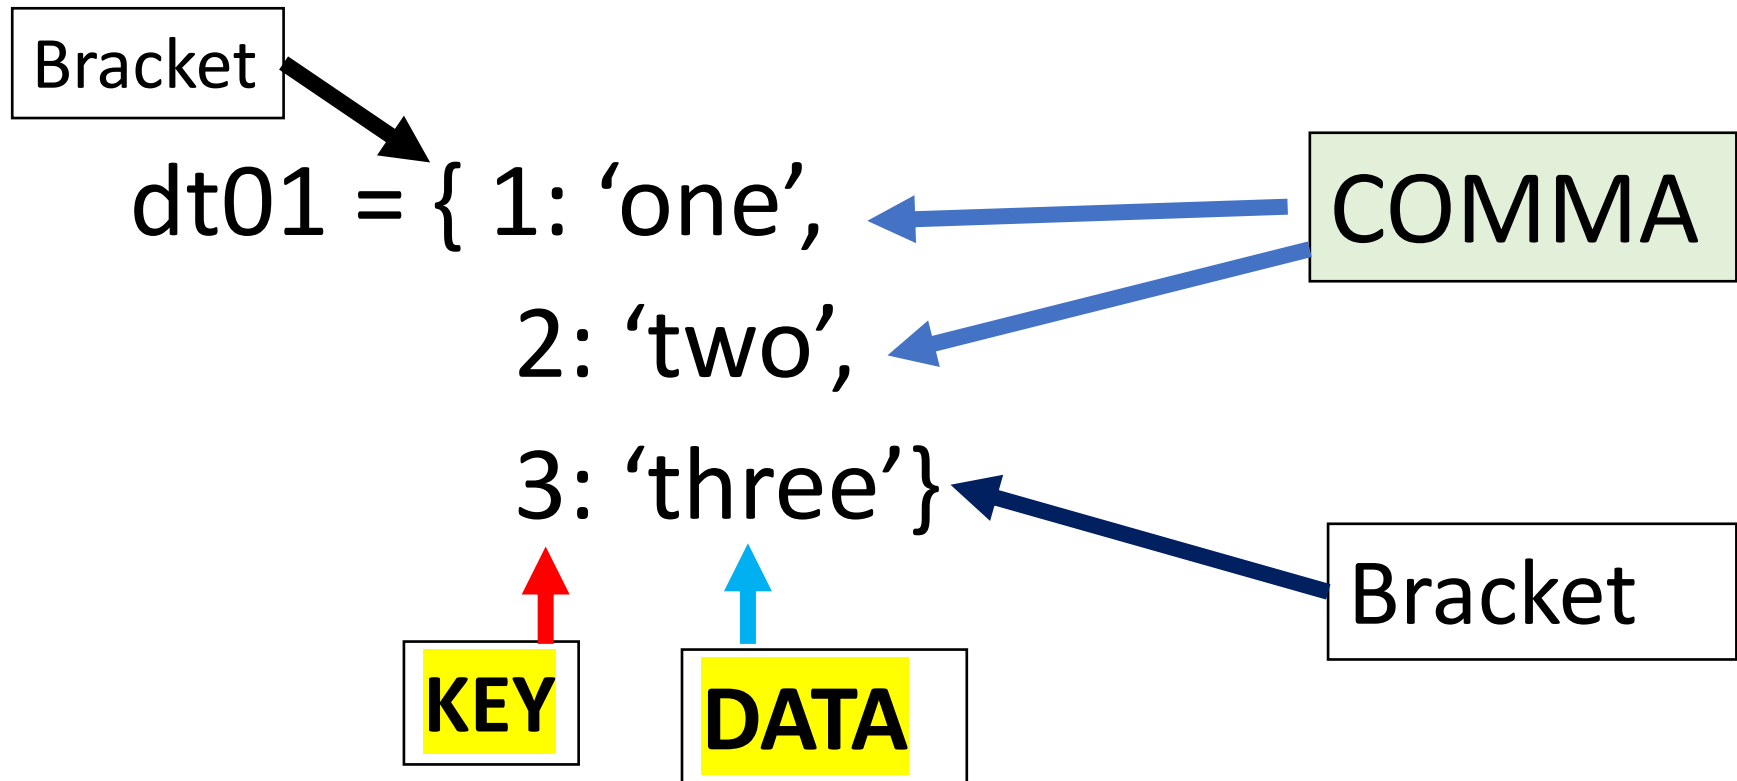 Bracket
dt01 = { 1: ‘one’,
COMMA
2: ‘two’,
3: ‘three’}
Bracket
KEY
DATA